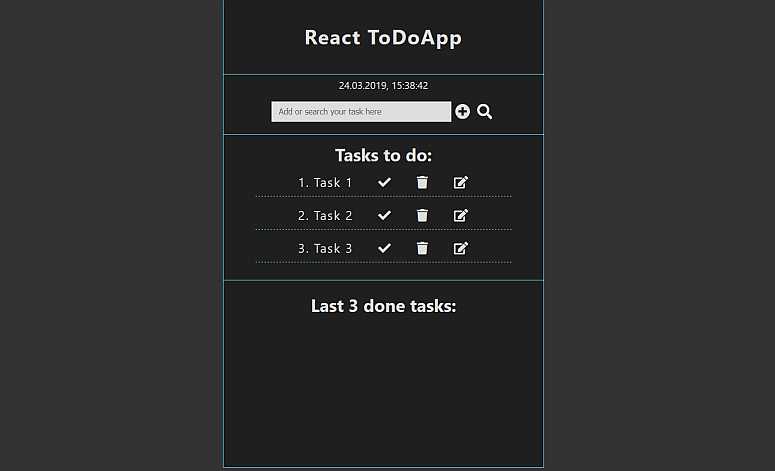 React ToDoApp
24.03.2019, 15:38:42
Add or search your task here
Tasks to do:
1. Task 1
2. Task 2
3. Task 3
Last 3 done tasks: